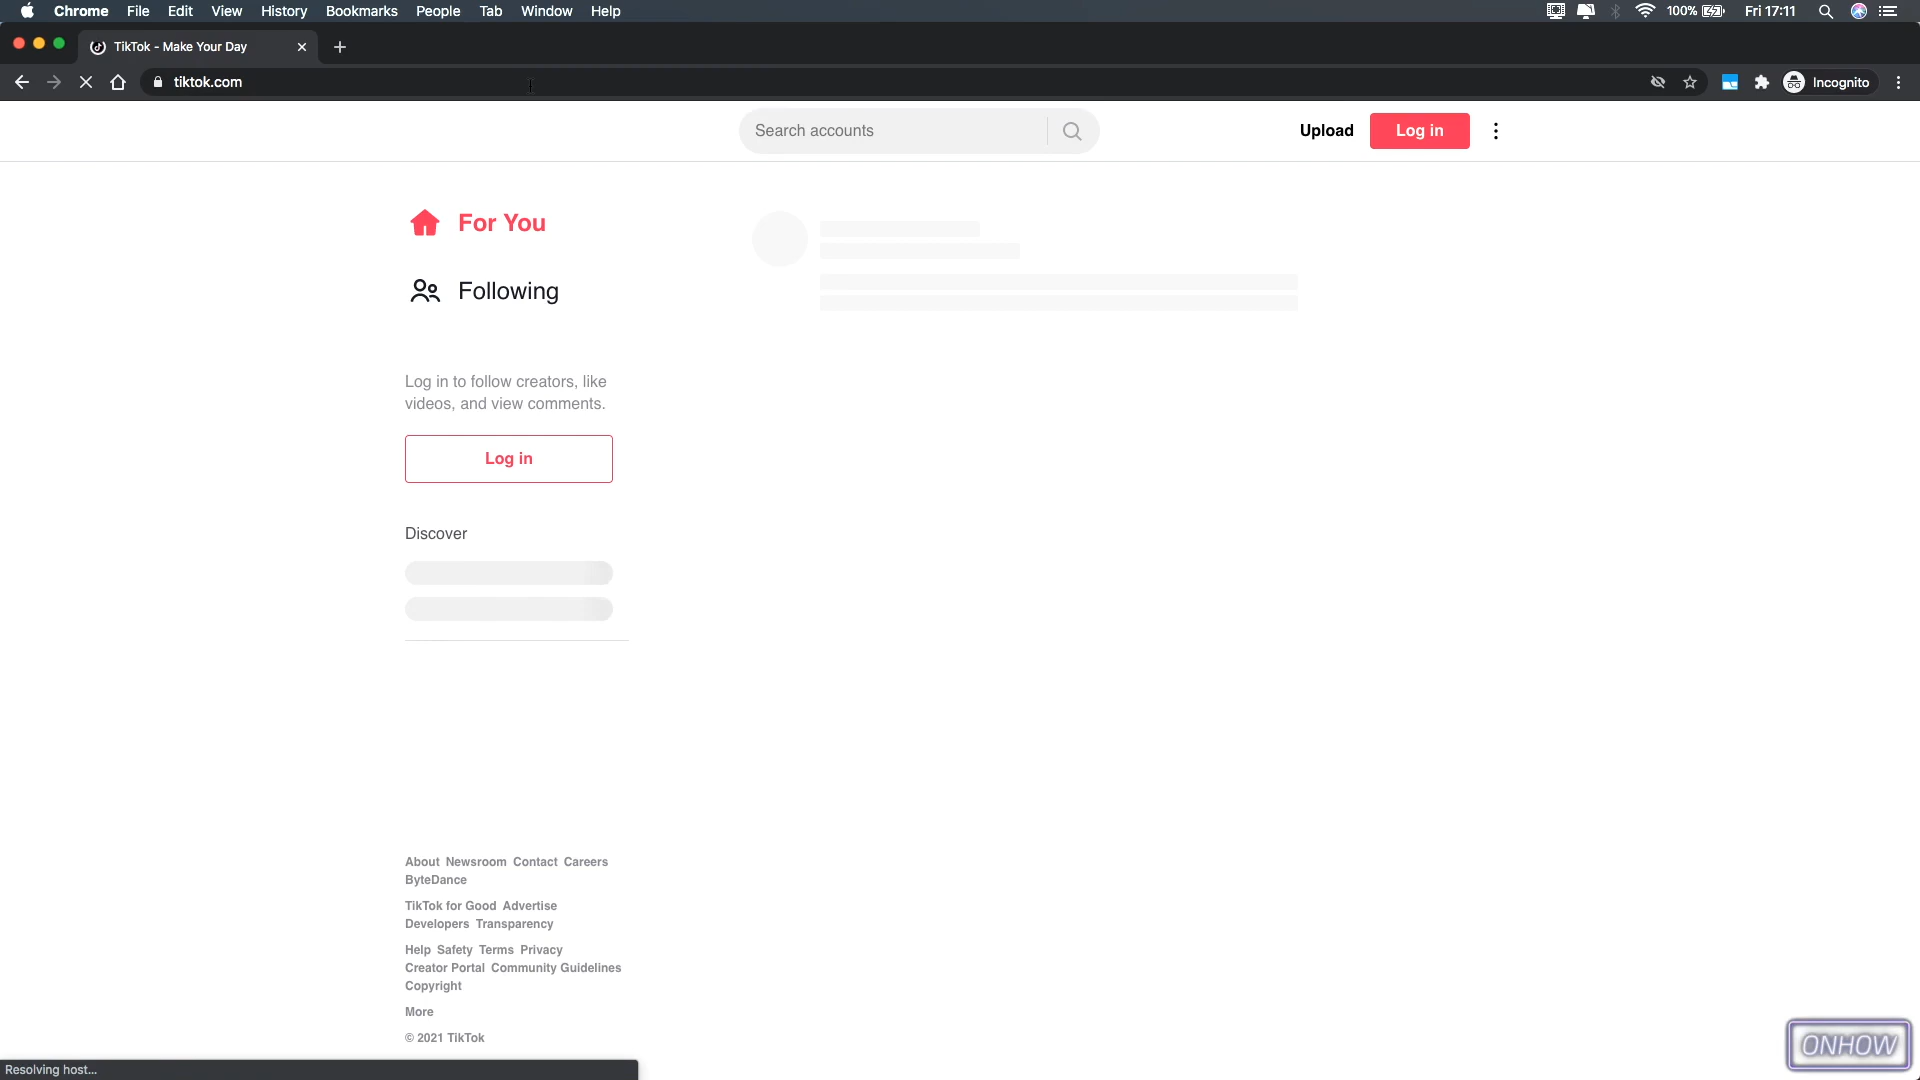 Chrome File Edit View History Bookmarks People Tab Window Help 100% Fri 17:11
TikTok - Make Your Day
tiktok.com Incognito
Search accounts Upload Log in
For You
Following
Log in to follow creators, like
videos, and view comments.
Log in
Discover
About Newsroom Contact Careers
ByteDance
TikTok for Good Advertise
Developers Transparency
Help Safety Terms Privacy
Creator Portal Community Guidelines
Copyright
More
© 2021 TikTok
ONHOW
Resolving host...